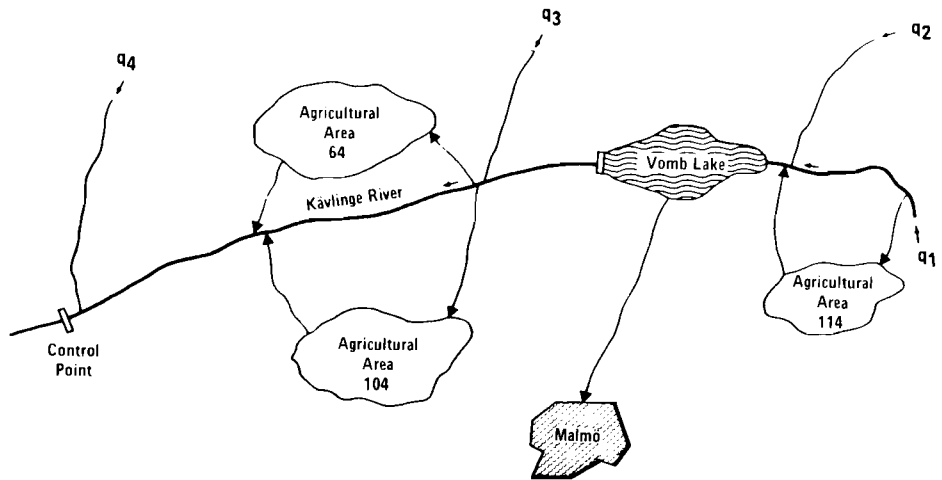 q4
q3
q2
Agricultural
Area
64
Vomb Lake
Kävlinge River
q1
Agricultural
Area
114
Agricultural
Area
104
Control
Point
Malmö